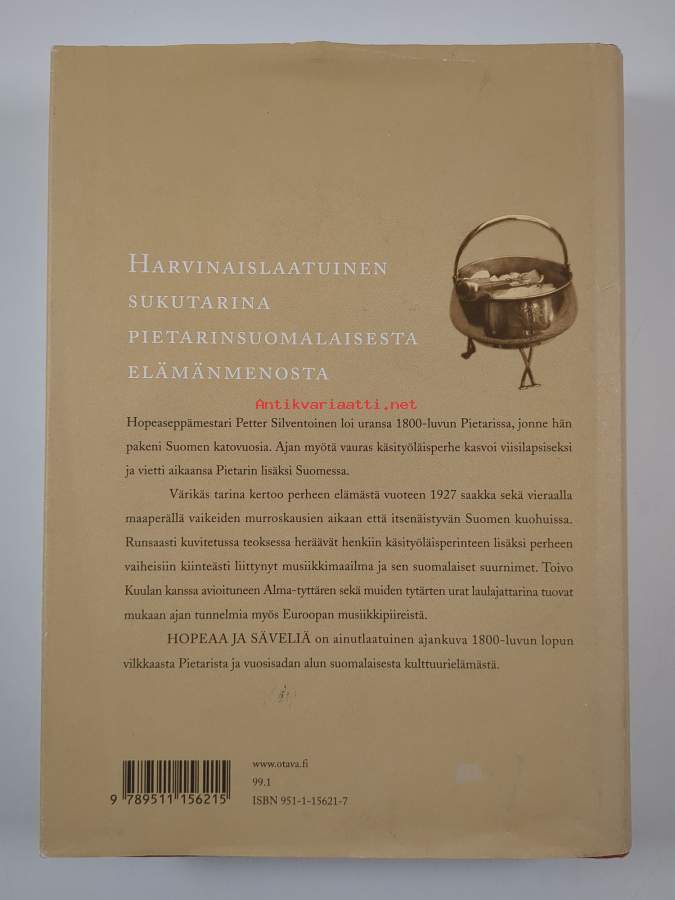 HARVINAISLAATUINEN
SUKUTARINA
PIETARINSUOMALAISESTA
ELÄMÄNMENOSTA
Antikvariaatti.net
Hopeaseppämestari Petter Silventoinen loi uransa 1800-luvun Pietarissa, jonne hän
pakeni Suomen katovuosia. Ajan myötä vauras käsityöläisperhe kasvoi viisilapsiseksi
ja vietti aikaansa Pietarin lisäksi Suomessa.
Värikäs tarina kertoo perheen elämästä vuoteen 1927 saakka sekä vieraalla
maaperällä vaikeiden murroskausien aikaan että itsenäistyvän Suomen kuohuissa.
Runsaasti kuvitetussa teoksessa heräävät henkiin käsityöläisperinteen lisäksi perheen
vaiheisiin kiinteästi liittynyt musiikkimaailma ja sen suomalaiset suurnimet. Toivo
Kuulan kanssa avioituneen Alma-tyttären sekä muiden tytärten urat laulajattarina tuovat
mukaan ajan tunnelmia myös Euroopan musiikkipiireistä.
HOPEAA JA SÄVELIÄ on ainutlaatuinen ajankuva 1800-luvun lopun
vilkkaasta Pietarista ja vuosisadan alun suomalaisesta kulttuurielämästä.
www.otava.fi
99.1
ISBN 951-1-15621-7
9 789511 156215